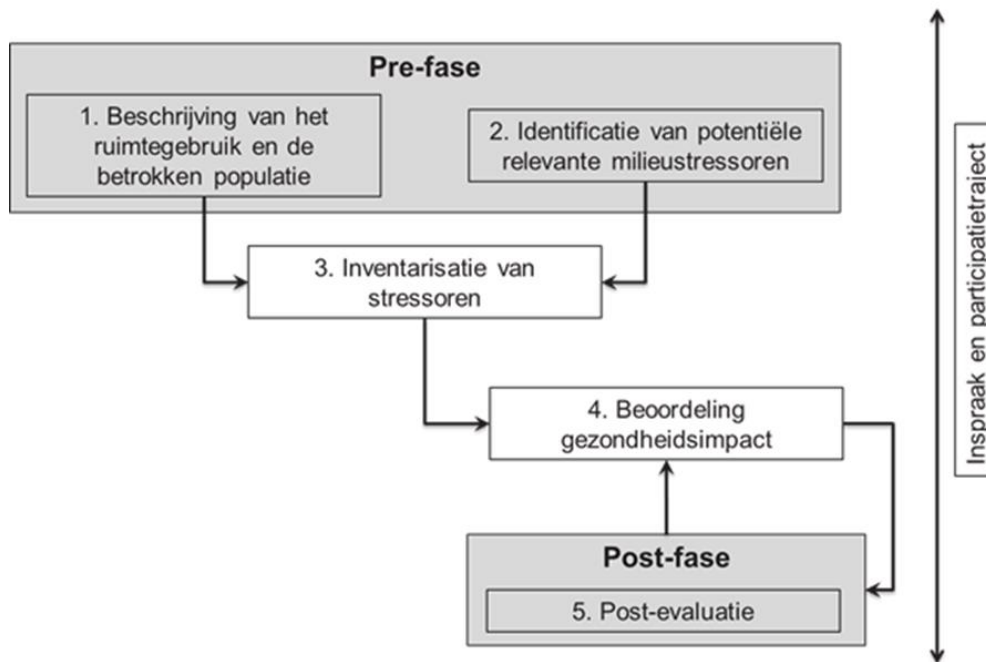 Pre-fase
1. Beschrijving van het
ruimtegebruik en de
betrokken populatie
2. Identificatie van potentiële
relevante milieustressoren
3. Inventarisatie van
stressoren
4. Beoordeling
gezondheidsimpact
Post-fase
5. Post-evaluatie
Inspraak en participatietraject